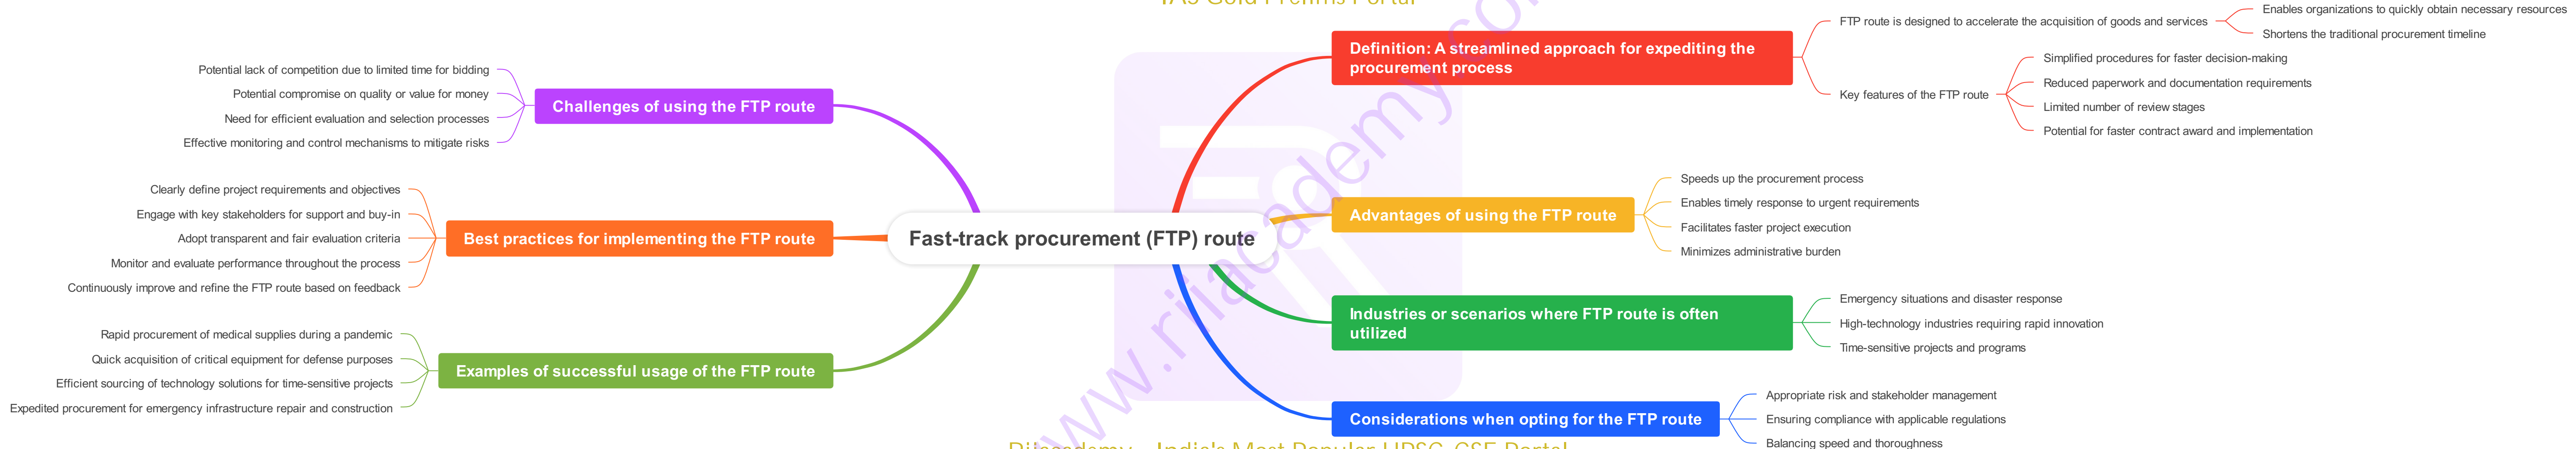 IAS Gold Prelims Portal
Fast-track procurement (FTP) route
Definition: A streamlined approach for expediting the
procurement process
FTP route is designed to accelerate the acquisition of goods and services
Enables organizations to quickly obtain necessary resources
Shortens the traditional procurement timeline
Key features of the FTP route
Simplified procedures for faster decision-making
Reduced paperwork and documentation requirements
Limited number of review stages
Potential for faster contract award and implementation
Advantages of using the FTP route
Speeds up the procurement process
Enables timely response to urgent requirements
Facilitates faster project execution
Minimizes administrative burden
Industries or scenarios where FTP route is often
utilized
Emergency situations and disaster response
High-technology industries requiring rapid innovation
Time-sensitive projects and programs
Considerations when opting for the FTP route
Appropriate risk and stakeholder management
Ensuring compliance with applicable regulations
Balancing speed and thoroughness
Challenges of using the FTP route
Potential lack of competition due to limited time for bidding
Potential compromise on quality or value for money
Need for efficient evaluation and selection processes
Effective monitoring and control mechanisms to mitigate risks
Best practices for implementing the FTP route
Clearly define project requirements and objectives
Engage with key stakeholders for support and buy-in
Adopt transparent and fair evaluation criteria
Monitor and evaluate performance throughout the process
Continuously improve and refine the FTP route based on feedback
Examples of successful usage of the FTP route
Rapid procurement of medical supplies during a pandemic
Quick acquisition of critical equipment for defense purposes
Efficient sourcing of technology solutions for time-sensitive projects
Expedited procurement for emergency infrastructure repair and construction
India's Most Popular UPSC-CSE Portal